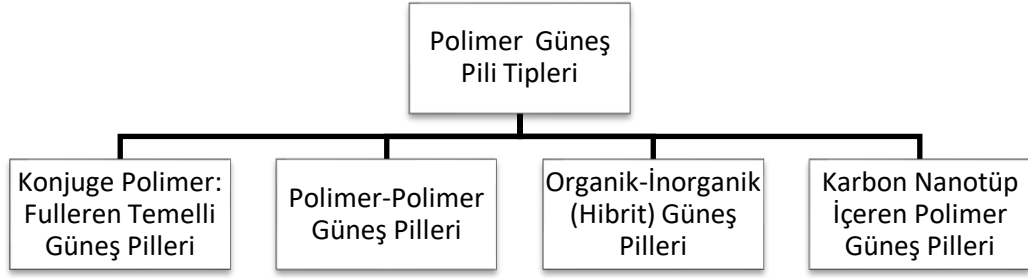 Polimer Güneş
Pili Tipleri
Konjuge Polimer:
Fulleren Temelli
Güneş Pilleri
Polimer-Polimer
Güneş Pilleri
Organik-İnorganik
(Hibrit) Güneş
Pilleri
Karbon Nanotüp
İçeren Polimer
Güneş Pilleri